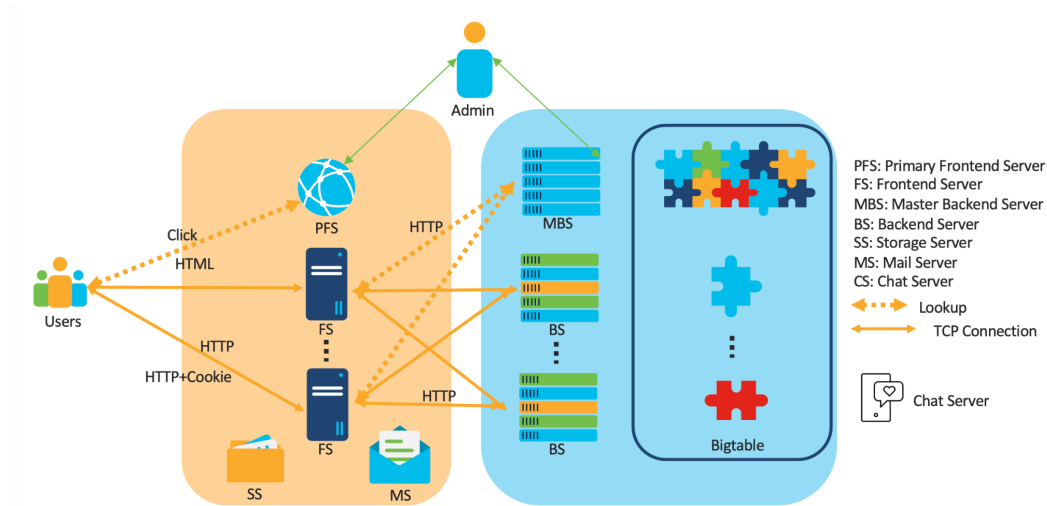 Admin
PFS
Click
HTML
Users
FS
HTTP
HTTP+Cookie
FS
SS
MS
HTTP
MBS
BS
HTTP
BS
Bigtable
PFS: Primary Frontend Server
FS: Frontend Server
MBS: Master Backend Server
BS: Backend Server
SS: Storage Server
MS: Mail Server
CS: Chat Server
Lookup
TCP Connection
Chat Server